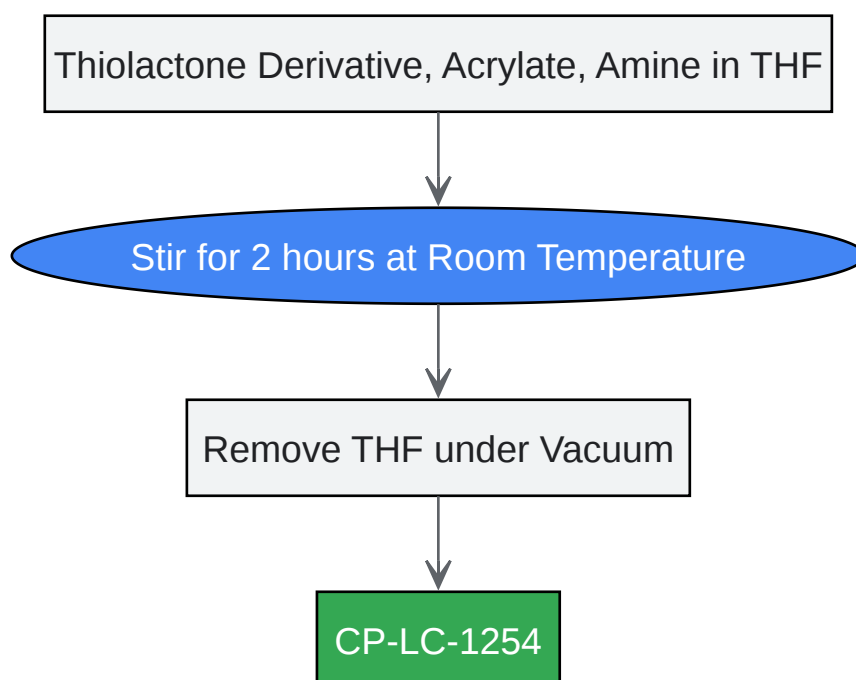 Thiolactone Derivative, Acrylate, Amine in THF
Stir for 2 hours at Room Temperature
Remove THF under Vacuum
CP-LC-1254